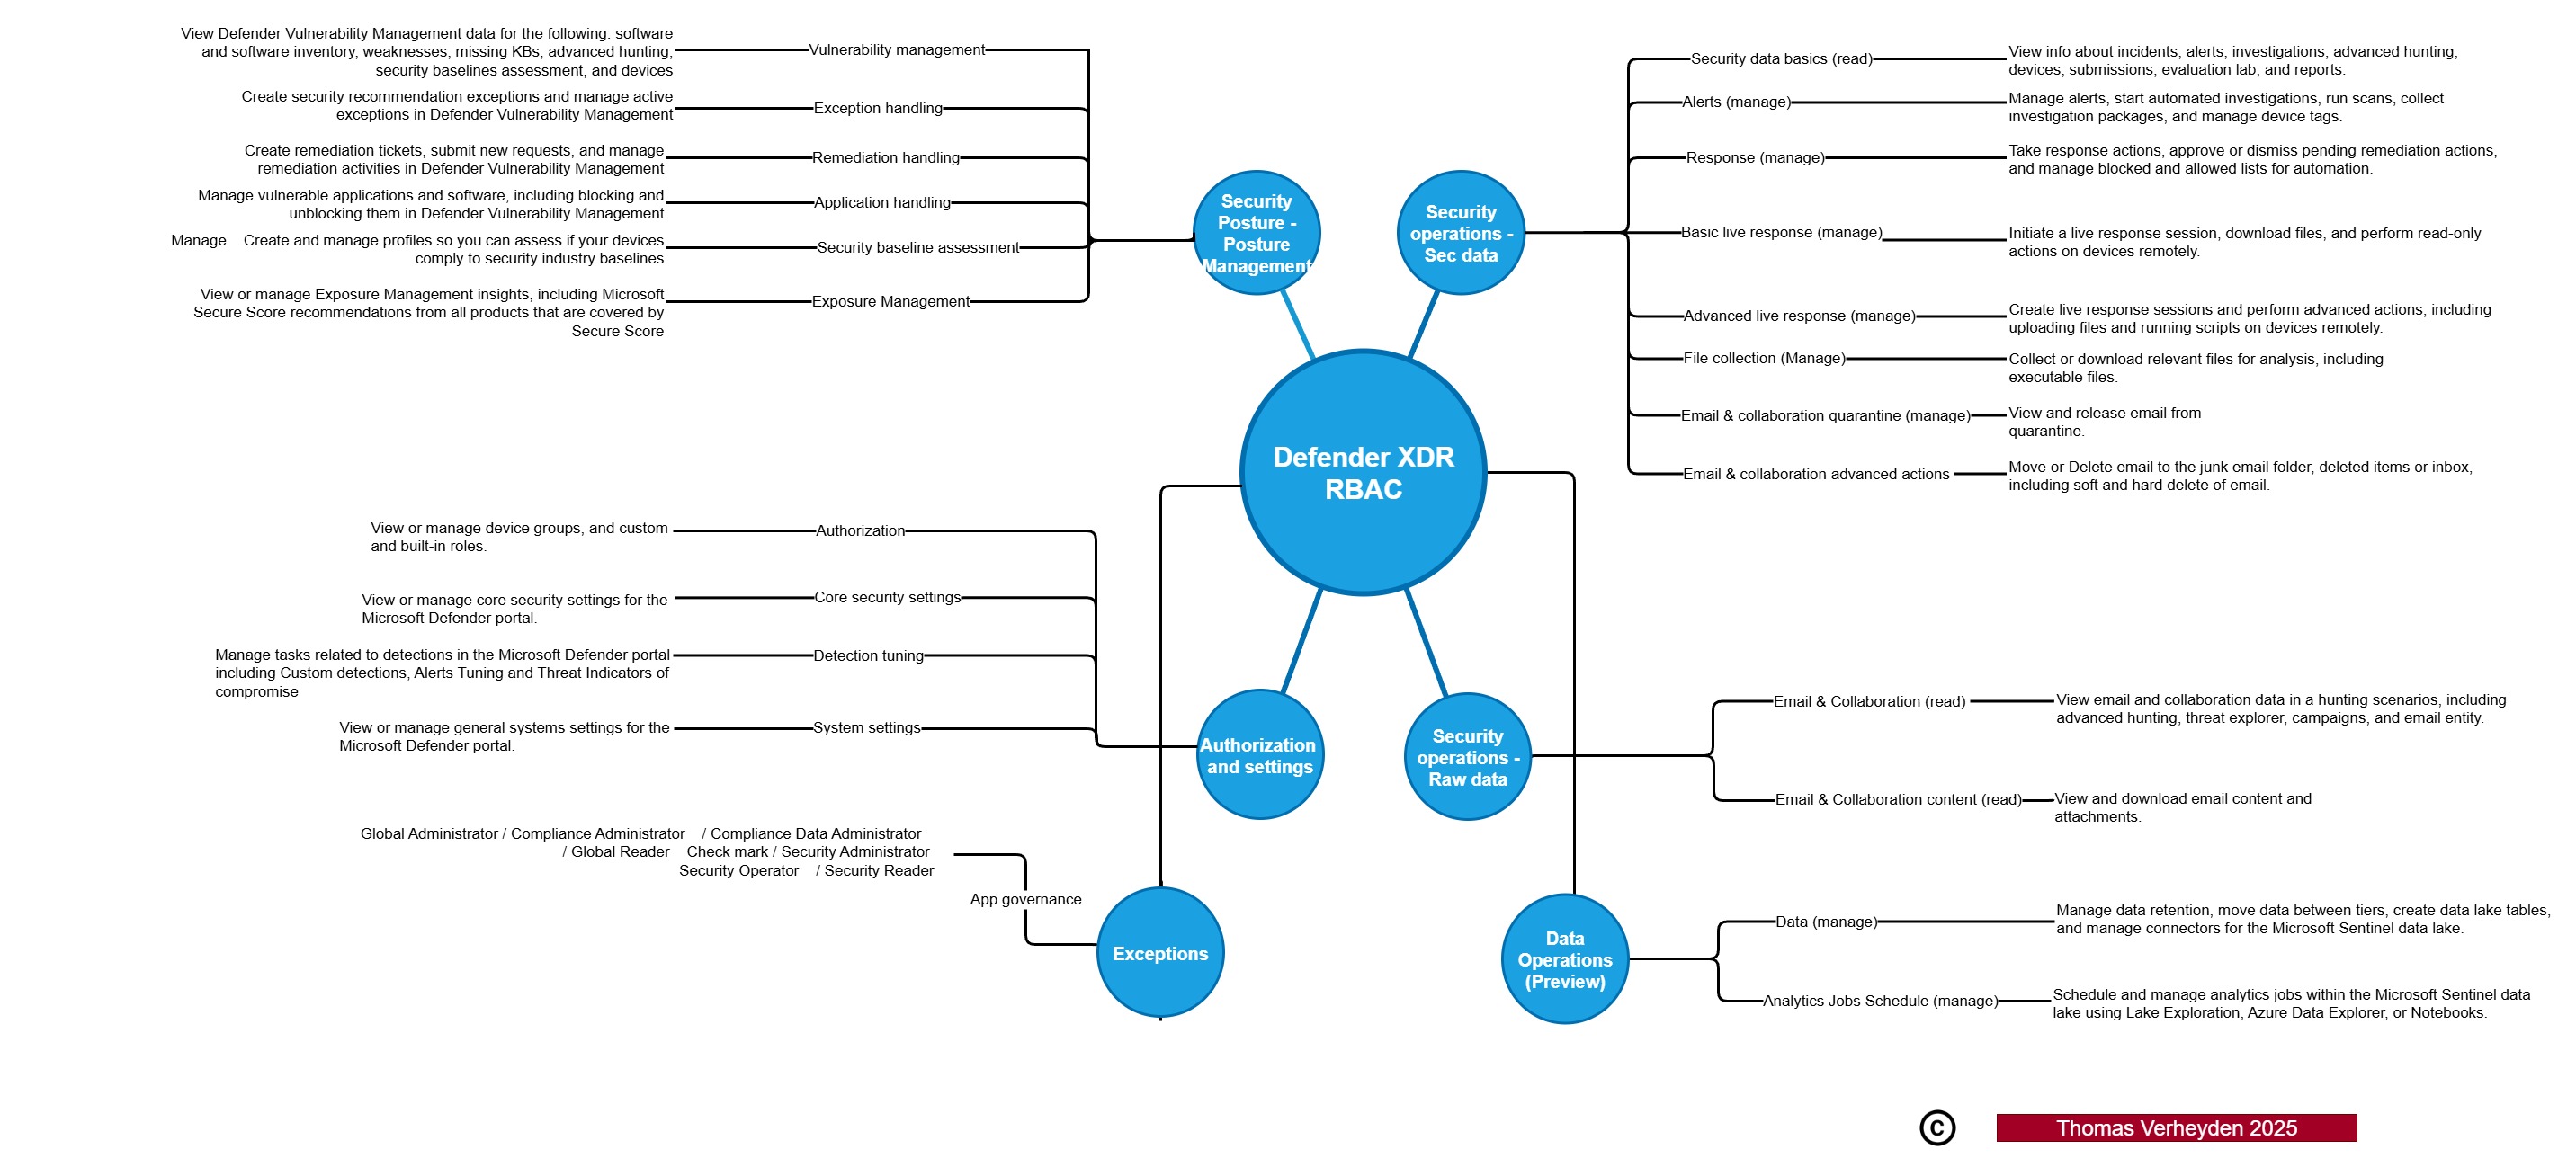 View Defender Vulnerability Management data for the following: software
and software inventory, weaknesses, missing KBs, advanced hunting,
security baselines assessment, and devices
Vulnerability management
Create security recommendation exceptions and manage active
exceptions in Defender Vulnerability Management
Exception handling
Create remediation tickets, submit new requests, and manage
remediation activities in Defender Vulnerability Management
Remediation handling
Manage vulnerable applications and software, including blocking and
unblocking them in Defender Vulnerability Management
Application handling
Manage Create and manage profiles so you can assess if your devices
comply to security industry baselines
Security baseline assessment
View or manage Exposure Management insights, including Microsoft
Secure Score recommendations from all products that are covered by
Secure Score
Exposure Management
Security
Posture -
Posture
Management
Security
operations -
Sec data
Security data basics (read)
View info about incidents, alerts, investigations, advanced hunting,
devices, submissions, evaluation lab, and reports.
Alerts (manage)
Manage alerts, start automated investigations, run scans, collect
investigation packages, and manage device tags.
Response (manage)
Take response actions, approve or dismiss pending remediation actions,
and manage blocked and allowed lists for automation.
Basic live response (manage)
Initiate a live response session, download files, and perform read-only
actions on devices remotely.
Advanced live response (manage)
Create live response sessions and perform advanced actions, including
uploading files and running scripts on devices remotely.
File collection (Manage)
Collect or download relevant files for analysis, including
executable files.
Email & collaboration quarantine (manage)
View and release email from
quarantine.
Email & collaboration advanced actions
Move or Delete email to the junk email folder, deleted items or inbox,
including soft and hard delete of email.
Defender XDR
RBAC
View or manage device groups, and custom
and built-in roles.
Authorization
View or manage core security settings for the
Microsoft Defender portal.
Core security settings
Manage tasks related to detections in the Microsoft Defender portal
including Custom detections, Alerts Tuning and Threat Indicators of
compromise
Detection tuning
View or manage general systems settings for the
Microsoft Defender portal.
System settings
Authorization
and settings
Security
operations -
Raw data
Email & Collaboration (read)
View email and collaboration data in a hunting scenarios, including
advanced hunting, threat explorer, campaigns, and email entity.
Email & Collaboration content (read)
View and download email content and
attachments.
Global Administrator / Compliance Administrator / Compliance Data Administrator
/ Global Reader Check mark / Security Administrator
Security Operator / Security Reader
App governance
Exceptions
Data
Operations
(Preview)
Data (manage)
Manage data retention, move data between tiers, create data lake tables,
and manage connectors for the Microsoft Sentinel data lake.
Analytics Jobs Schedule (manage)
Schedule and manage analytics jobs within the Microsoft Sentinel data
lake using Lake Exploration, Azure Data Explorer, or Notebooks.
© Thomas Verheyden 2025